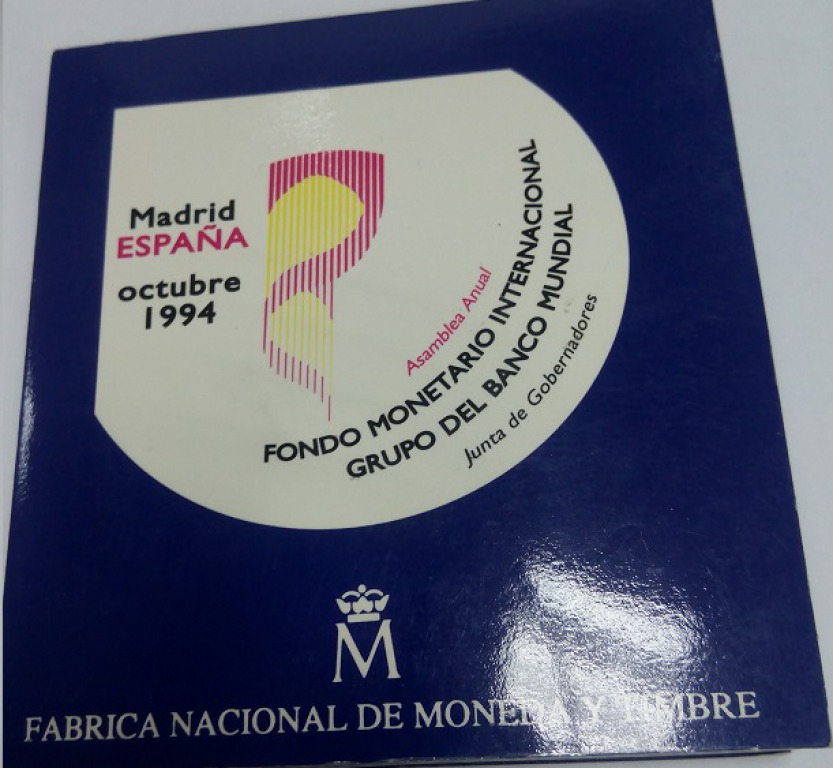 Madrid
ESPAÑA
octubre
1994
Asamblea Anual
FONDO MONETARIO INTERNACIONAL
GRUPO DEL BANCO MUNDIAL
Junta de Gobernadores
M
FABRICA NACIONAL DE MONEDA Y TIMBRE